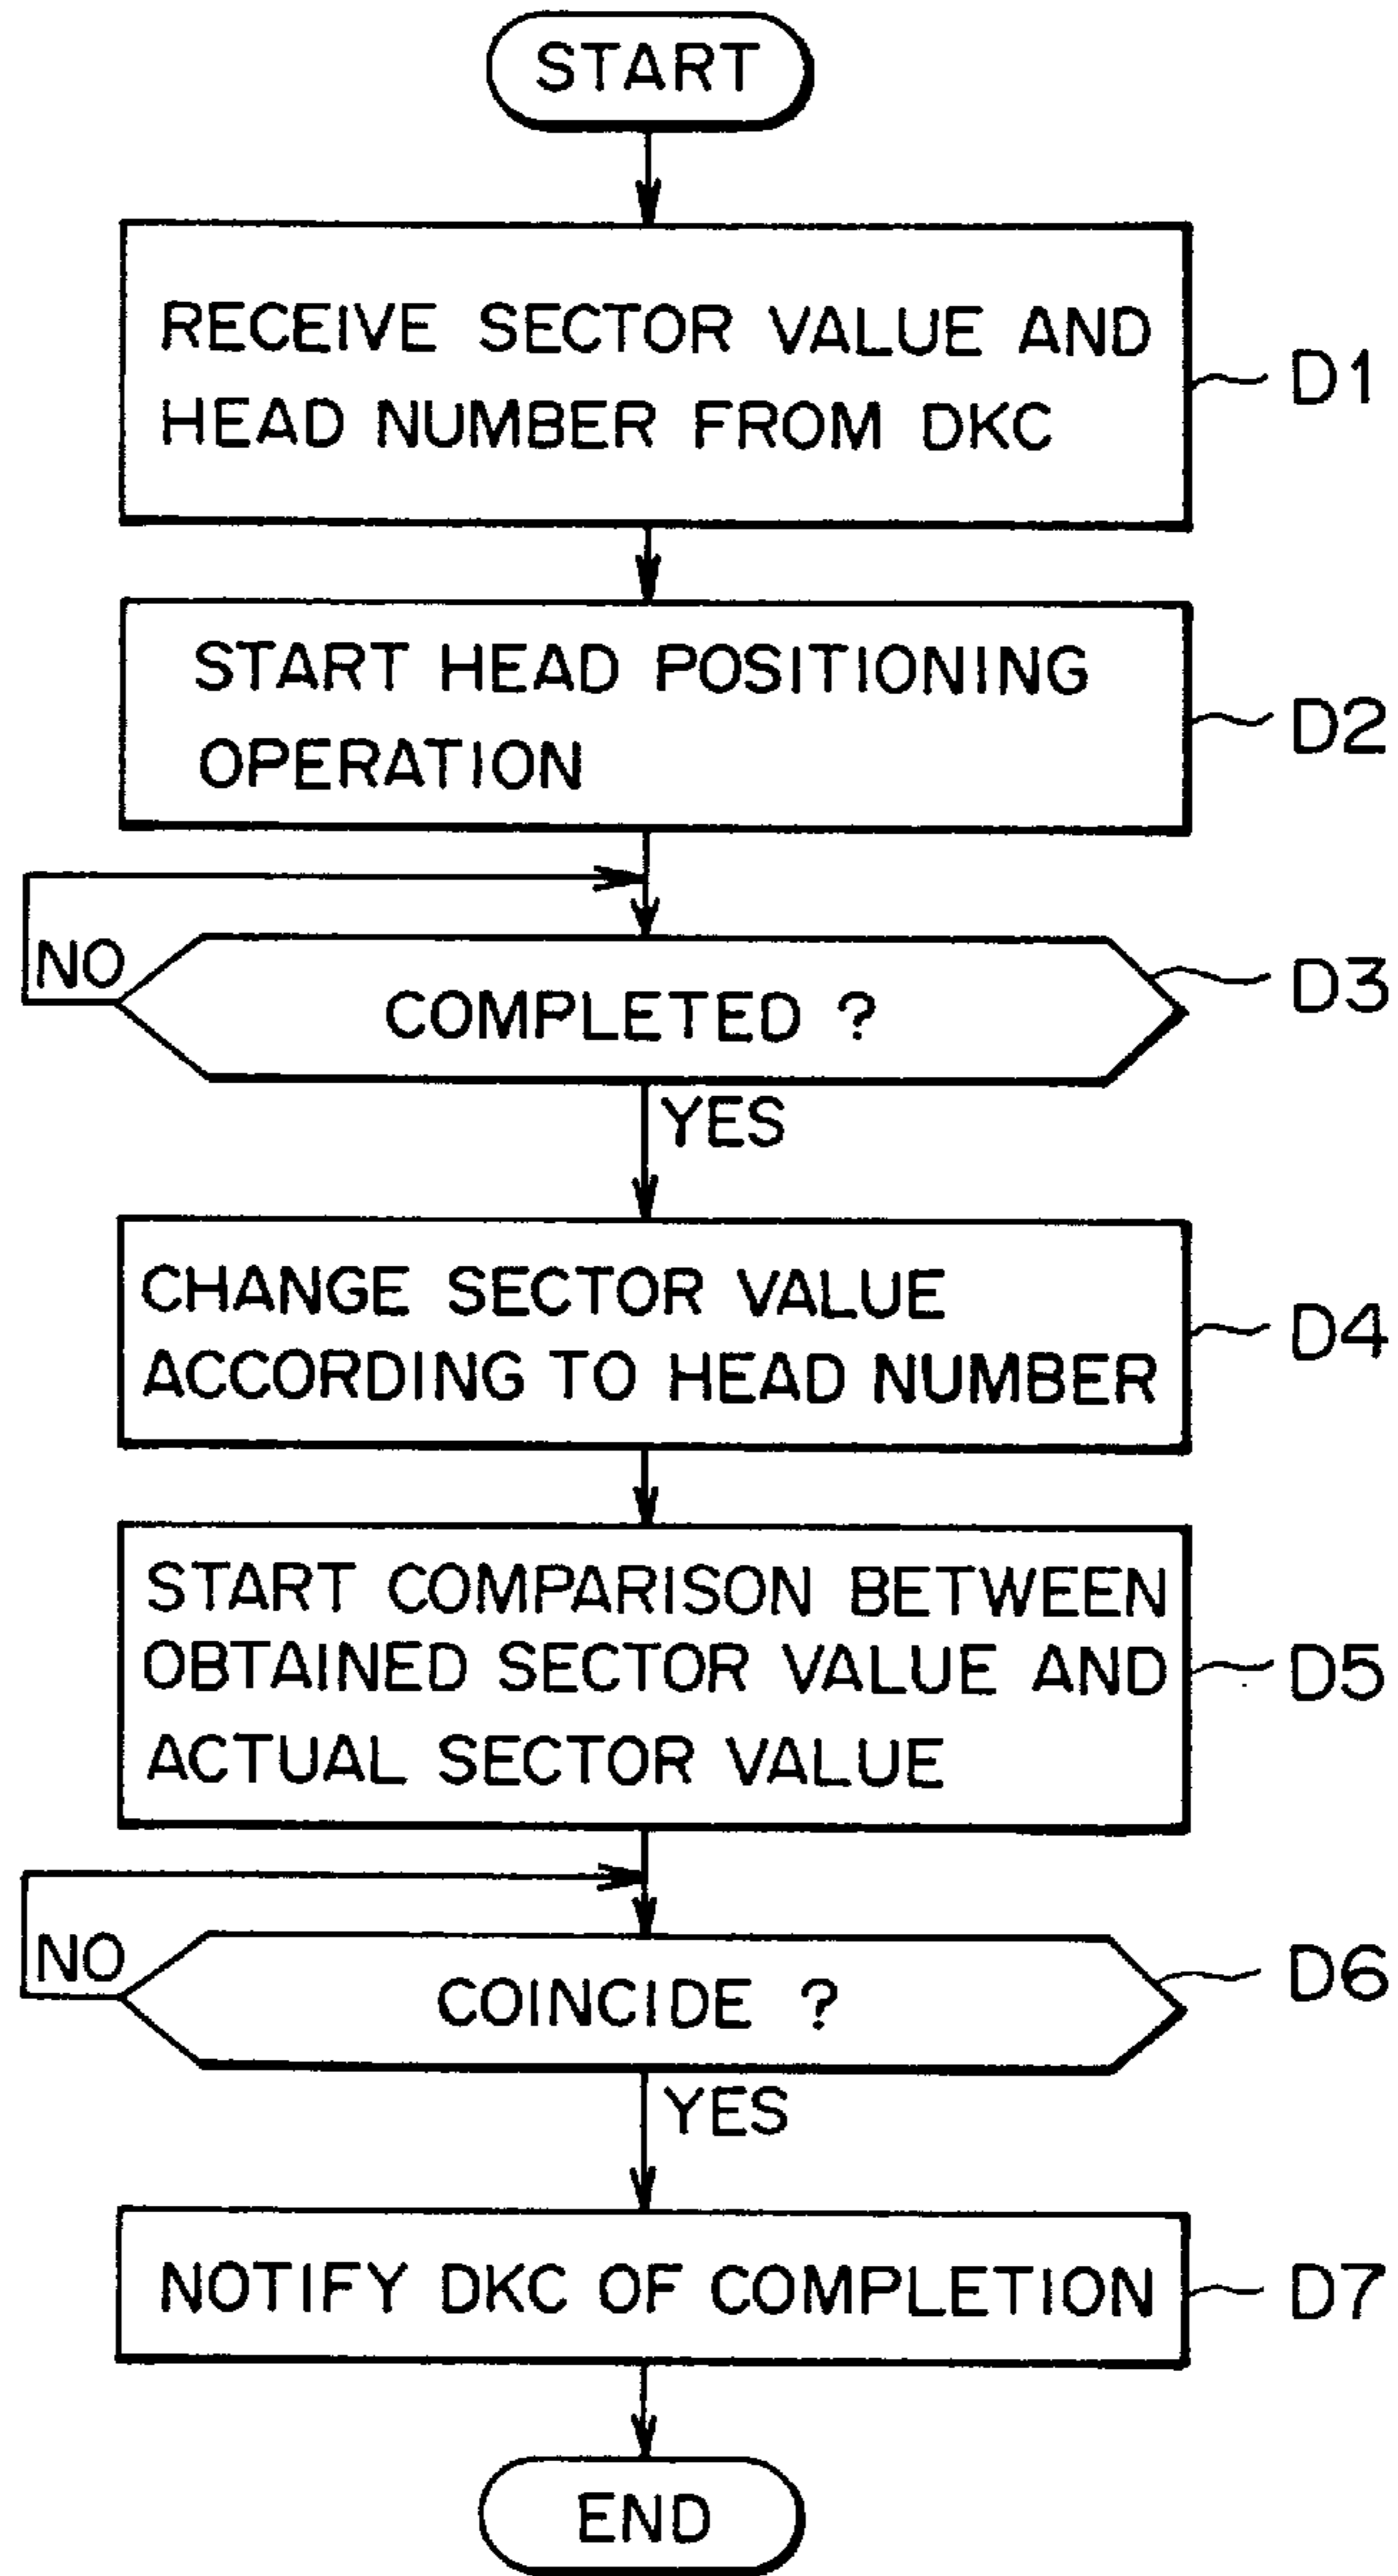 START
RECEIVE SECTOR VALUE AND
HEAD NUMBER FROM DKC
D1
START HEAD POSITIONING
OPERATION
D2
NO
COMPLETED ?
D3
YES
CHANGE SECTOR VALUE
ACCORDING TO HEAD NUMBER
D4
START COMPARISON BETWEEN
OBTAINED SECTOR VALUE AND
ACTUAL SECTOR VALUE
D5
NO
COINCIDE ?
D6
YES
NOTIFY DKC OF COMPLETION
D7
END